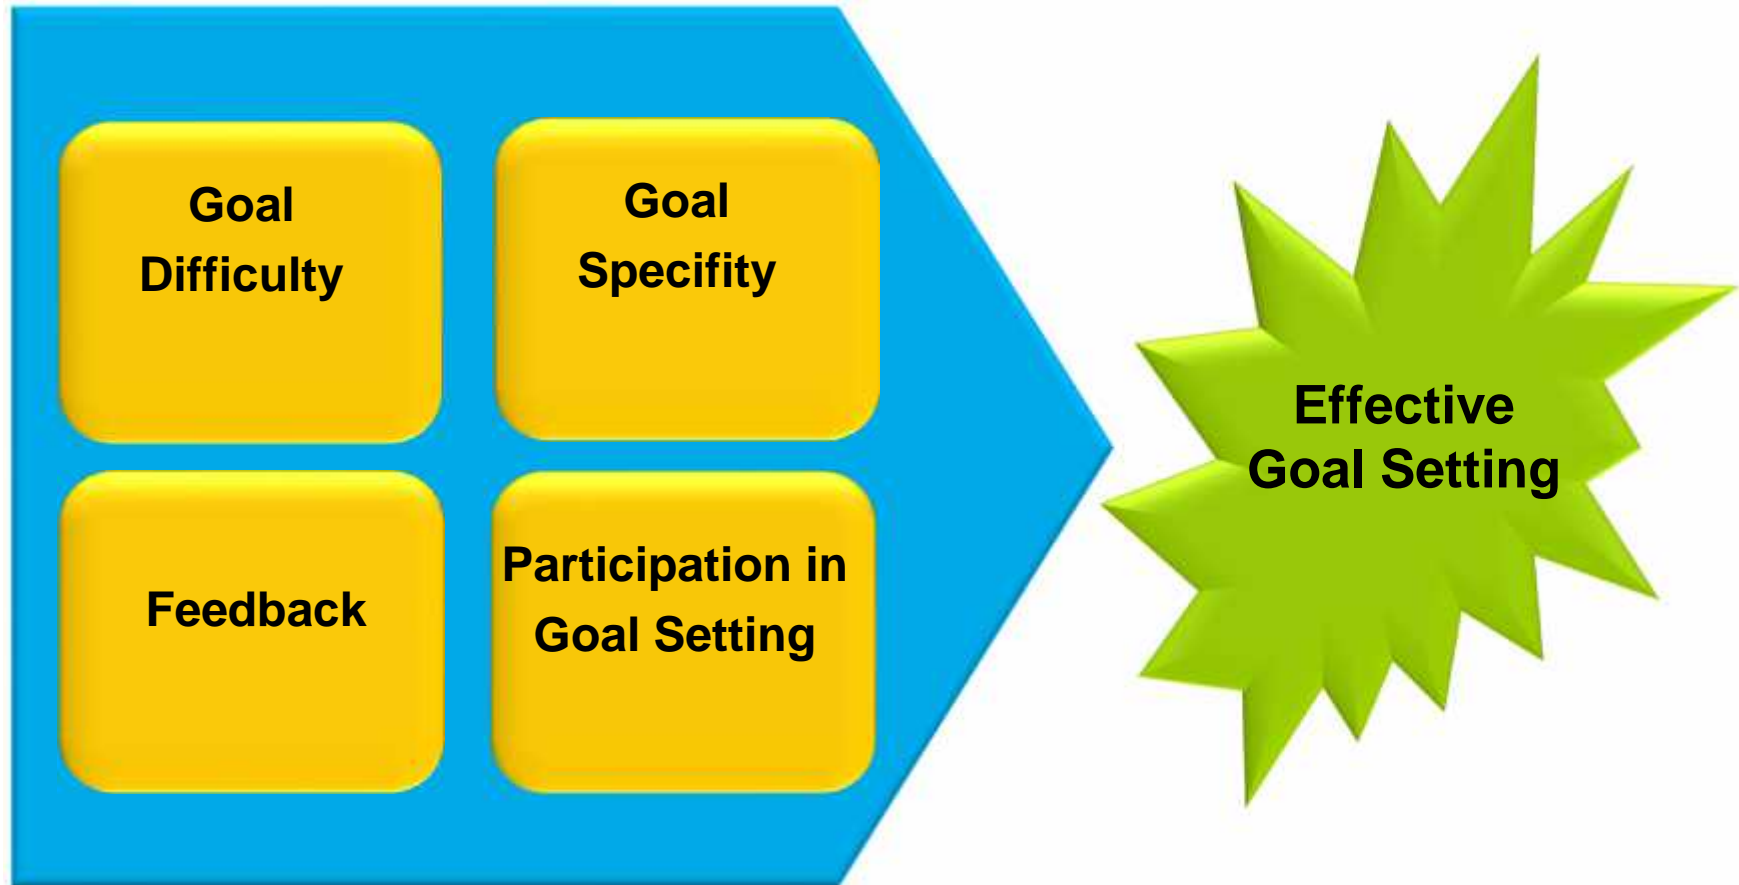 Goal
Difficulty
Goal
Specifity
Feedback
Participation in
Goal Setting
Effective
Goal Setting